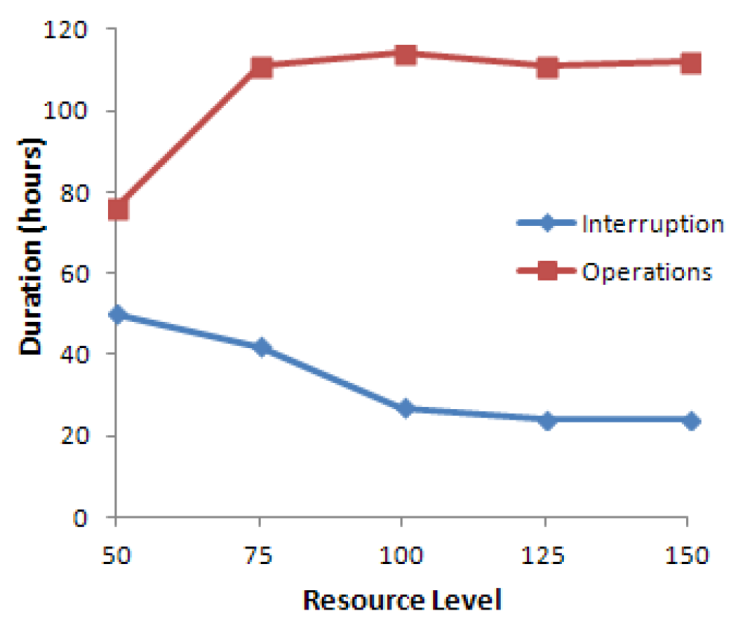 120
100
80
60
40
20
0
Duration (hours)
Interruption
Operations
50 75 100 125 150
Resource Level